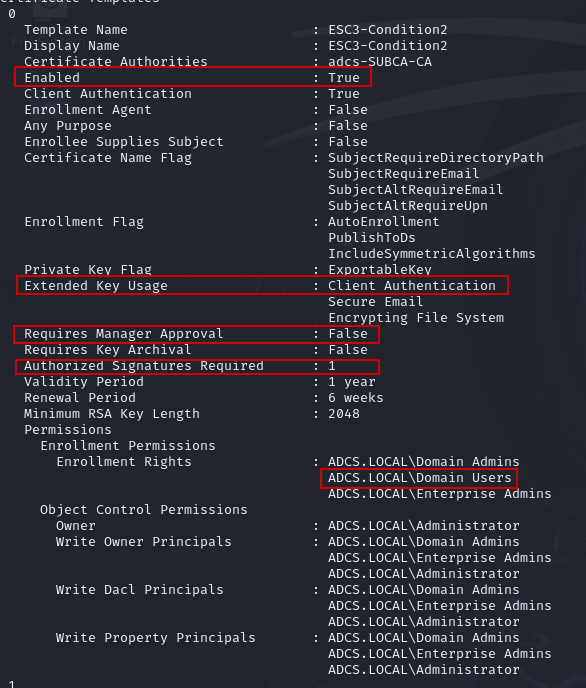 0
Template Name : ESC3-Condition2
Display Name : ESC3-Condition2
Certificate Authorities : adcs-SUBCA-CA
Enabled : True
Client Authentication : True
Enrollment Agent : False
Any Purpose : False
Enrollee Supplies Subject : False
Certificate Name Flag : SubjectRequireDirectoryPath
SubjectRequireEmail
SubjectAltRequireEmail
SubjectAltRequireUpn
Enrollment Flag : AutoEnrollment
PublishToDs
IncludeSymmetricAlgorithms
Private Key Flag : ExportableKey
Extended Key Usage : Client Authentication
Secure Email
Encrypting File System
Requires Manager Approval : False
Requires Key Archival : False
Authorized Signatures Required : 1
Validity Period : 1 year
Renewal Period : 6 weeks
Minimum RSA Key Length : 2048
Permissions
Enrollment Permissions
Enrollment Rights : ADCS.LOCAL\Domain Admins
ADCS.LOCAL\Domain Users
ADCS.LOCAL\Enterprise Admins
Object Control Permissions
Owner : ADCS.LOCAL\Administrator
Write Owner Principals : ADCS.LOCAL\Domain Admins
ADCS.LOCAL\Enterprise Admins
ADCS.LOCAL\Administrator
Write Dacl Principals : ADCS.LOCAL\Domain Admins
ADCS.LOCAL\Enterprise Admins
ADCS.LOCAL\Administrator
Write Property Principals : ADCS.LOCAL\Domain Admins
ADCS.LOCAL\Enterprise Admins
ADCS.LOCAL\Administrator
1